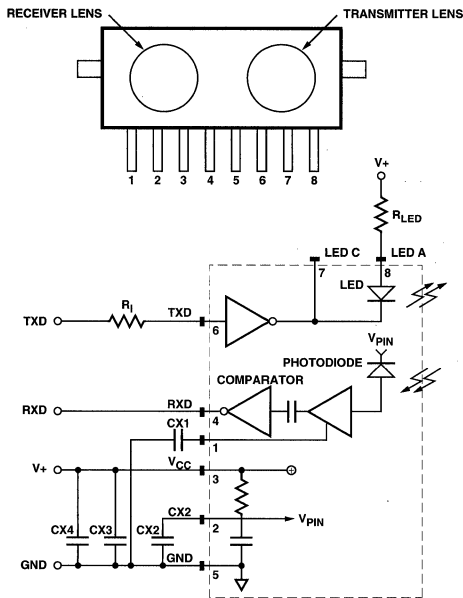 RECEIVER LENS
TRANSMITTER LENS
1 2 3 4 5 6 7 8
V+
RLED
LED C
LED A
7
8
LED
TXD
RI
TXD
6
VPIN
PHOTODIODE
COMPARATOR
RXD
RXD
4
CX1
1
V+
VCC
3
CX4
CX3
CX2
CX2
2
VPIN
GND
GND
5